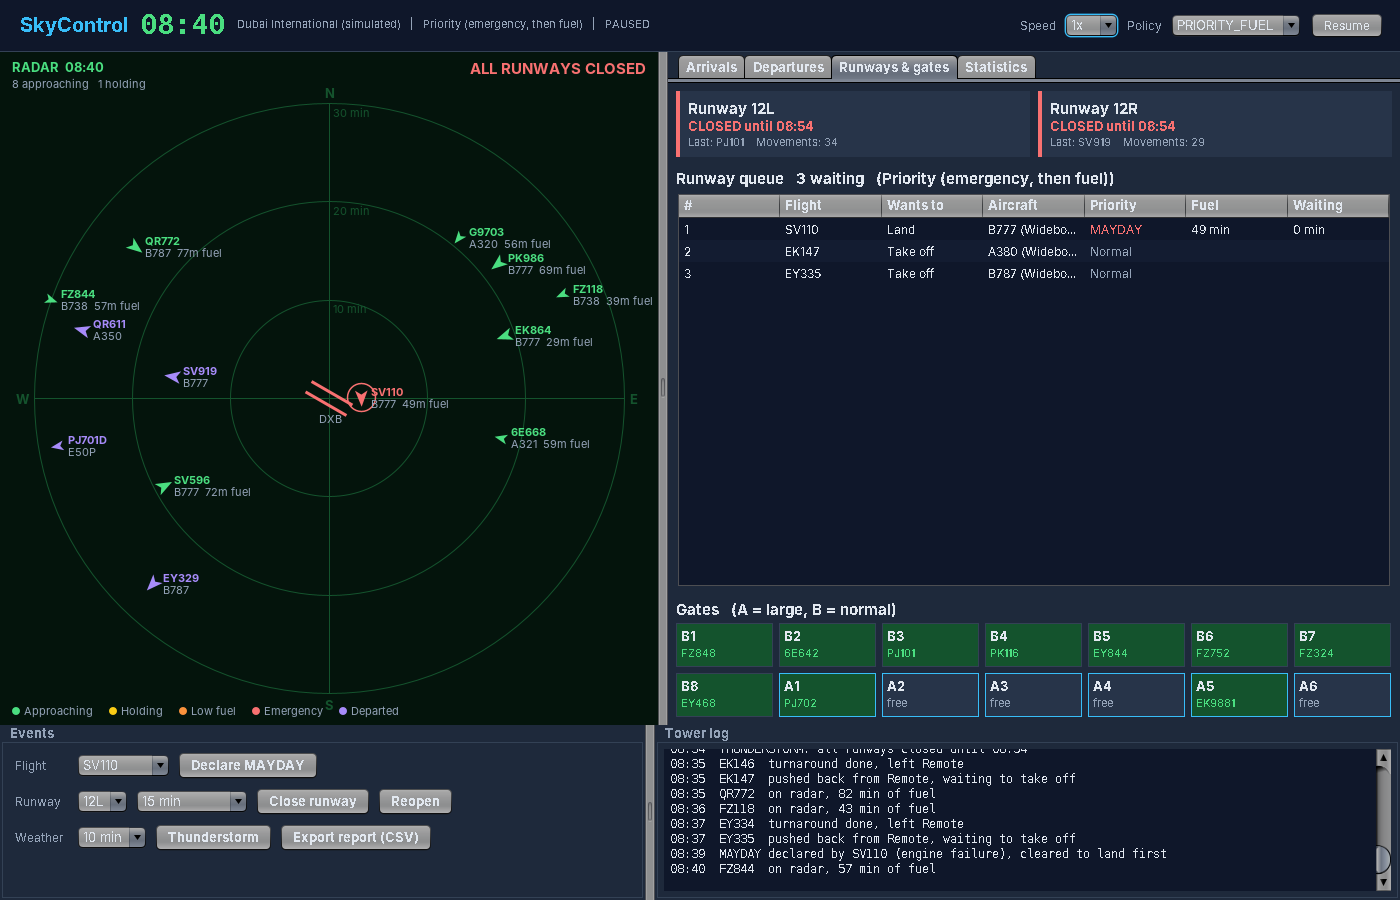 SkyControl 08:40 Dubai International (simulated) | Priority (emergency, then fuel) | PAUSED Speed 1x Policy PRIORITY_FUEL Resume
RADAR 08:40
8 approaching 1 holding
ALL RUNWAYS CLOSED
N
30 min
20 min
10 min
W
E
S
QR772
B787 77m fuel
G9703
A320 56m fuel
PK986
B777 69m fuel
FZ844
B738 57m fuel
FZ118
B738 39m fuel
QR611
A350
EK864
B777 29m fuel
SV919
B777
SV110
B777 49m fuel
DXB
PJ701D
E50P
6E668
A321 59m fuel
SV596
B777 72m fuel
EY329
B787
Approaching Holding Low fuel Emergency Departed
Arrivals Departures Runways & gates Statistics
Runway 12L
CLOSED until 08:54
Last: PJ101 Movements: 34
Runway 12R
CLOSED until 08:54
Last: SV919 Movements: 29
Runway queue 3 waiting (Priority (emergency, then fuel))
# Flight Wants to Aircraft Priority Fuel Waiting
1 SV110 Land B777 (Widebo... MAYDAY 49 min 0 min
2 EK147 Take off A380 (Widebo... Normal
3 EY335 Take off B787 (Widebo... Normal
Gates (A = large, B = normal)
B1 B2 B3 B4 B5 B6 B7
FZ848 6E642 PJ101 PK116 EY844 FZ752 FZ324
B8 A1 A2 A3 A4 A5 A6
EY468 PJ702 free free free EK9881 free
Events
Flight SV110 Declare MAYDAY
Runway 12L 15 min Close runway Reopen
Weather 10 min Thunderstorm Export report (CSV)
Tower log
08:34 THUNDERSTORM: all runways closed until 08:54
08:35 EK146 turnaround done, left Remote
08:35 EK147 pushed back from Remote, waiting to take off
08:35 QR772 on radar, 82 min of fuel
08:36 FZ118 on radar, 43 min of fuel
08:37 EY334 turnaround done, left Remote
08:37 EY335 pushed back from Remote, waiting to take off
08:39 MAYDAY declared by SV110 (engine failure), cleared to land first
08:40 FZ844 on radar, 57 min of fuel